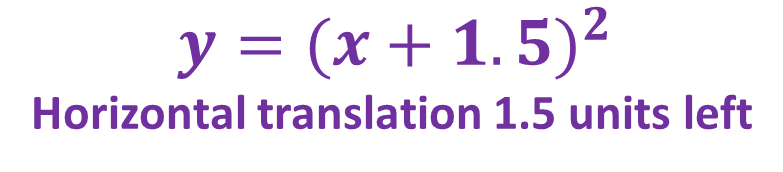 y = (x + 1.5)²
Horizontal translation 1.5 units left